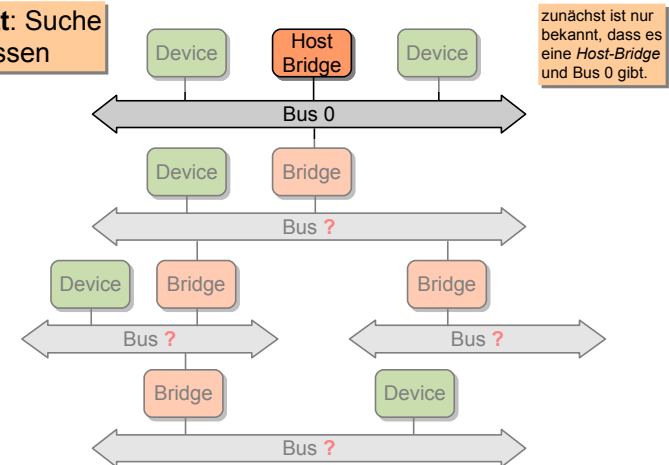 t: Suche
ssen
zunächst ist nur
bekannt, dass es
eine Host-Bridge
und Bus 0 gibt.
Device
Host
Bridge
Device
Bus 0
Device
Bridge
Bus ?
Device
Bridge
Bridge
Bus ?
Bus ?
Bridge
Device
Bus ?